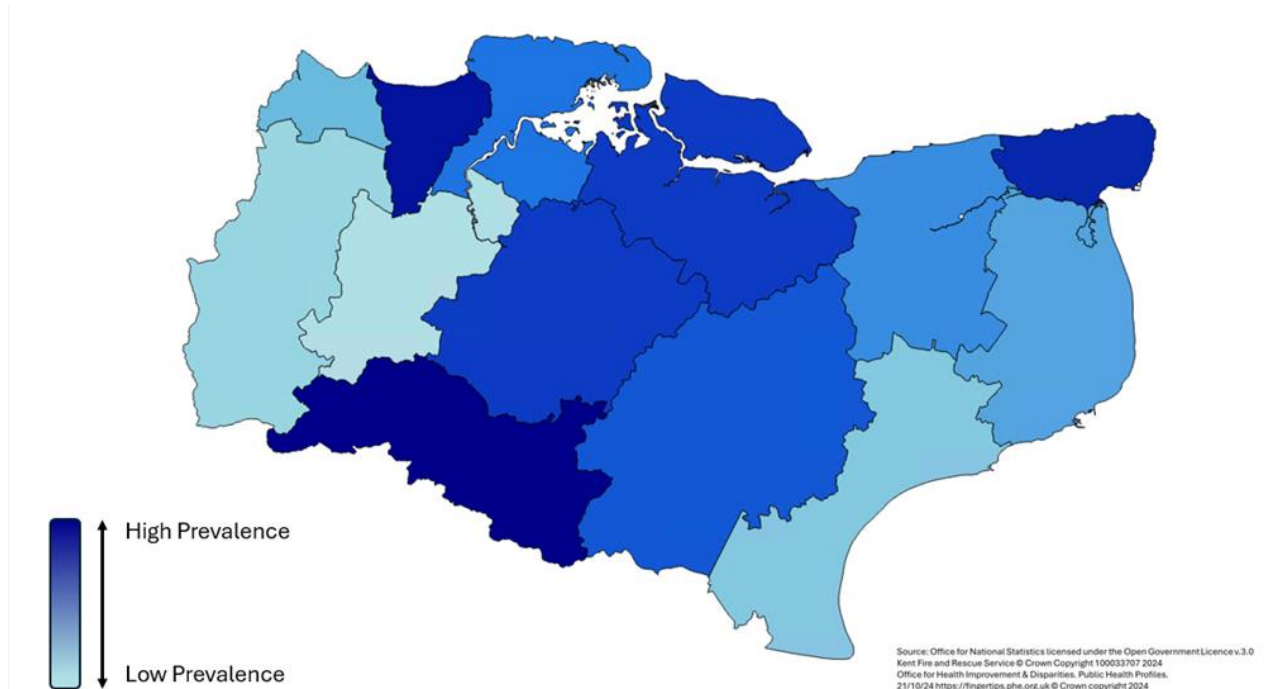 High Prevalence
Low Prevalence
Source: Office for National Statistics licensed under the Open Government Licence v.3.0
Kent Fire and Rescue Service © Crown Copyright 100033707 2024
Office for Health Improvement & Disparities. Public Health Profiles.
21/10/24 https://fingertips.phe.org.uk © Crown copyright 2024